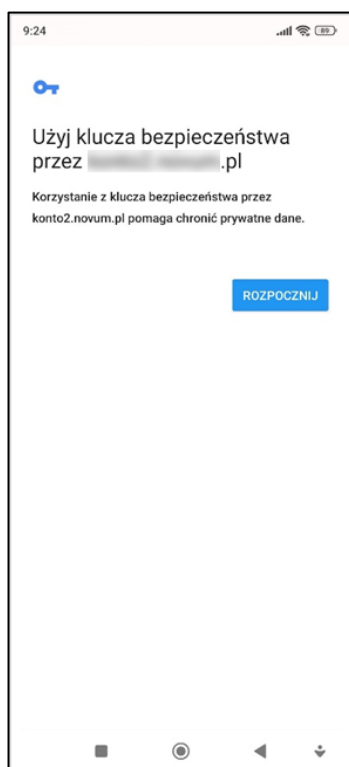 9:24
89
Użyj klucza bezpieczeństwa
przez .pl
Korzystanie z klucza bezpieczeństwa przez
konto2.novum.pl pomaga chronić prywatne dane.
ROZPOCZNIJ